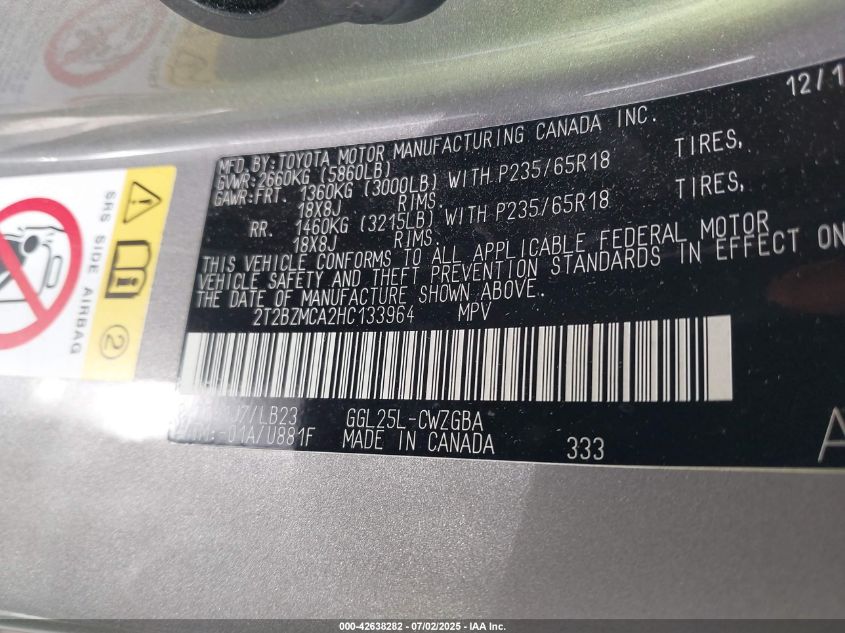 12/1
MFD.BY:TOYOTA MOTOR MANUFACTURING CANADA INC.
GVWR:2660KG (5860LB)
GAWR:FRT. 1360KG (3000LB) WITH P235/65R18 TIRES,
18X8J RIMS.
RR. 1460KG (3215LB) WITH P235/65R18 TIRES,
18X8J RIMS.
THIS VEHICLE CONFORMS TO ALL APPLICABLE FEDERAL MOTOR
VEHICLE SAFETY AND THEFT PREVENTION STANDARDS IN EFFECT ON
THE DATE OF MANUFACTURE SHOWN ABOVE.
2T2BZMCA2HC133964 MPV
J7/LB23 GGL25L-CWZGBA
-01A/U881F MADE IN CANADA 333
A
SRS SIDE AIRBAG
2
000-42638282 - 07/02/2025 - IAA Inc.